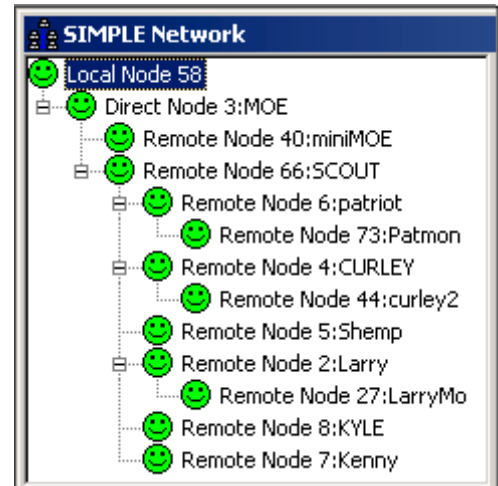 SIMPLE Network
Local Node 58
Direct Node 3:MOE
Remote Node 40:miniMOE
Remote Node 66:SCOUT
Remote Node 6:patriot
Remote Node 73:Patmon
Remote Node 4:CURLEY
Remote Node 44:curley2
Remote Node 5:Shemp
Remote Node 2:Larry
Remote Node 27:LarryMo
Remote Node 8:KYLE
Remote Node 7:Kenny